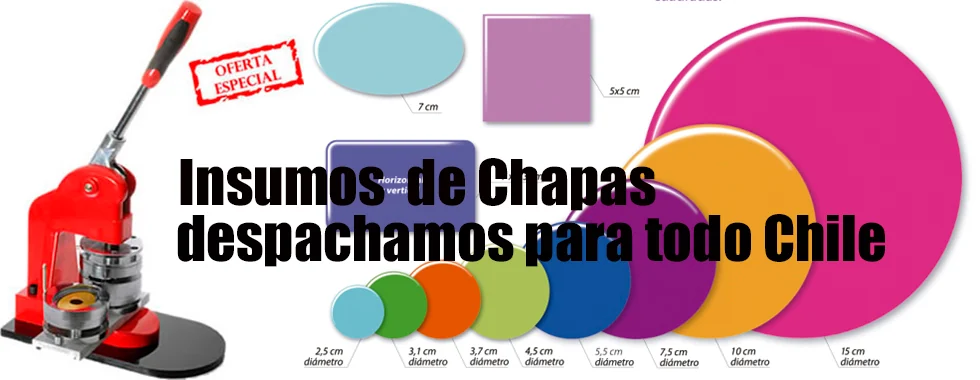 OFERTA
ESPECIAL
7 cm
5x5 cm
Insumos de Chapas
despachamos para todo Chile
2,5 cm
diámetro
3,1 cm
diámetro
3,7 cm
diámetro
4,5 cm
diámetro
5,5 cm
diámetro
7,5 cm
diámetro
10 cm
diámetro
15 cm
diámetro